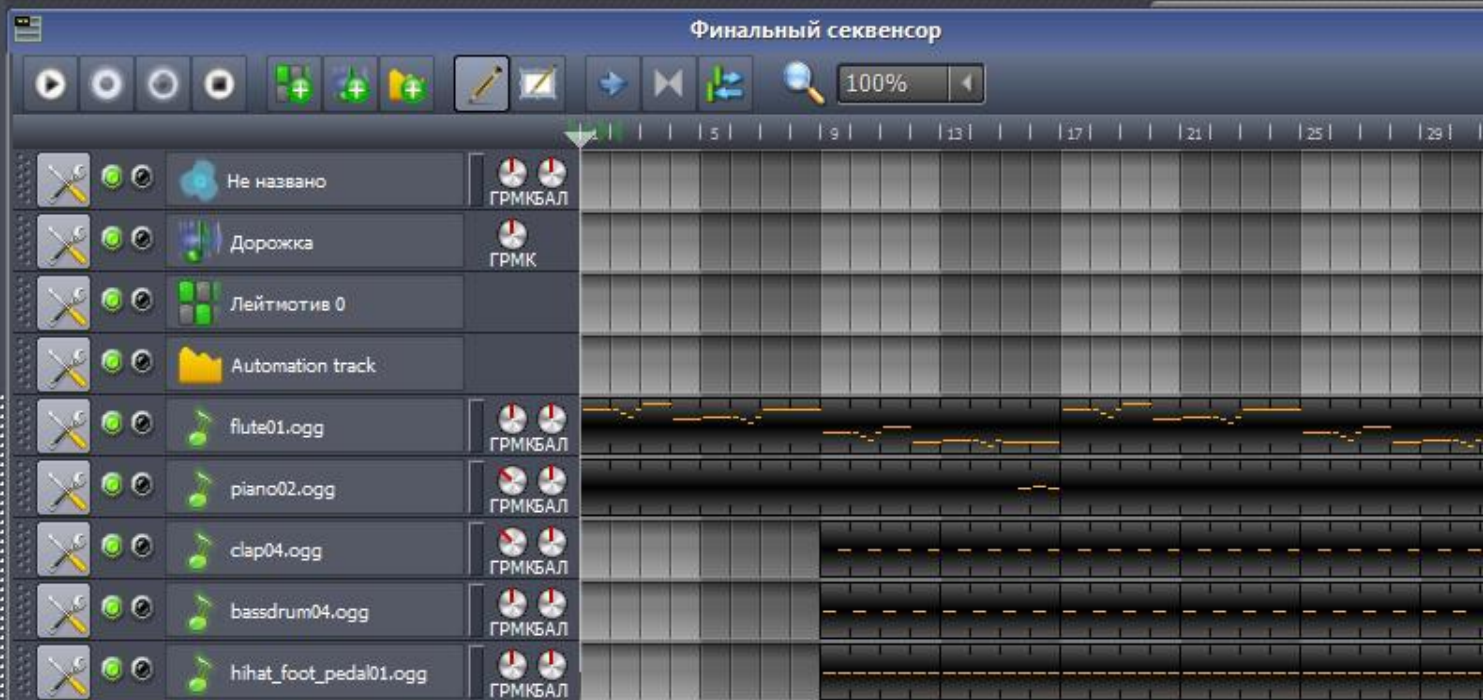 Финальный секвенсор
100%
1 5 9 13 17 21 25 29
Не названо ГРМК БАЛ
Дорожка ГРМК
Лейтмотив 0
Automation track
flute01.ogg ГРМК БАЛ
piano02.ogg ГРМК БАЛ
clap04.ogg ГРМК БАЛ
bassdrum04.ogg ГРМК БАЛ
hihat_foot_pedal01.ogg ГРМК БАЛ